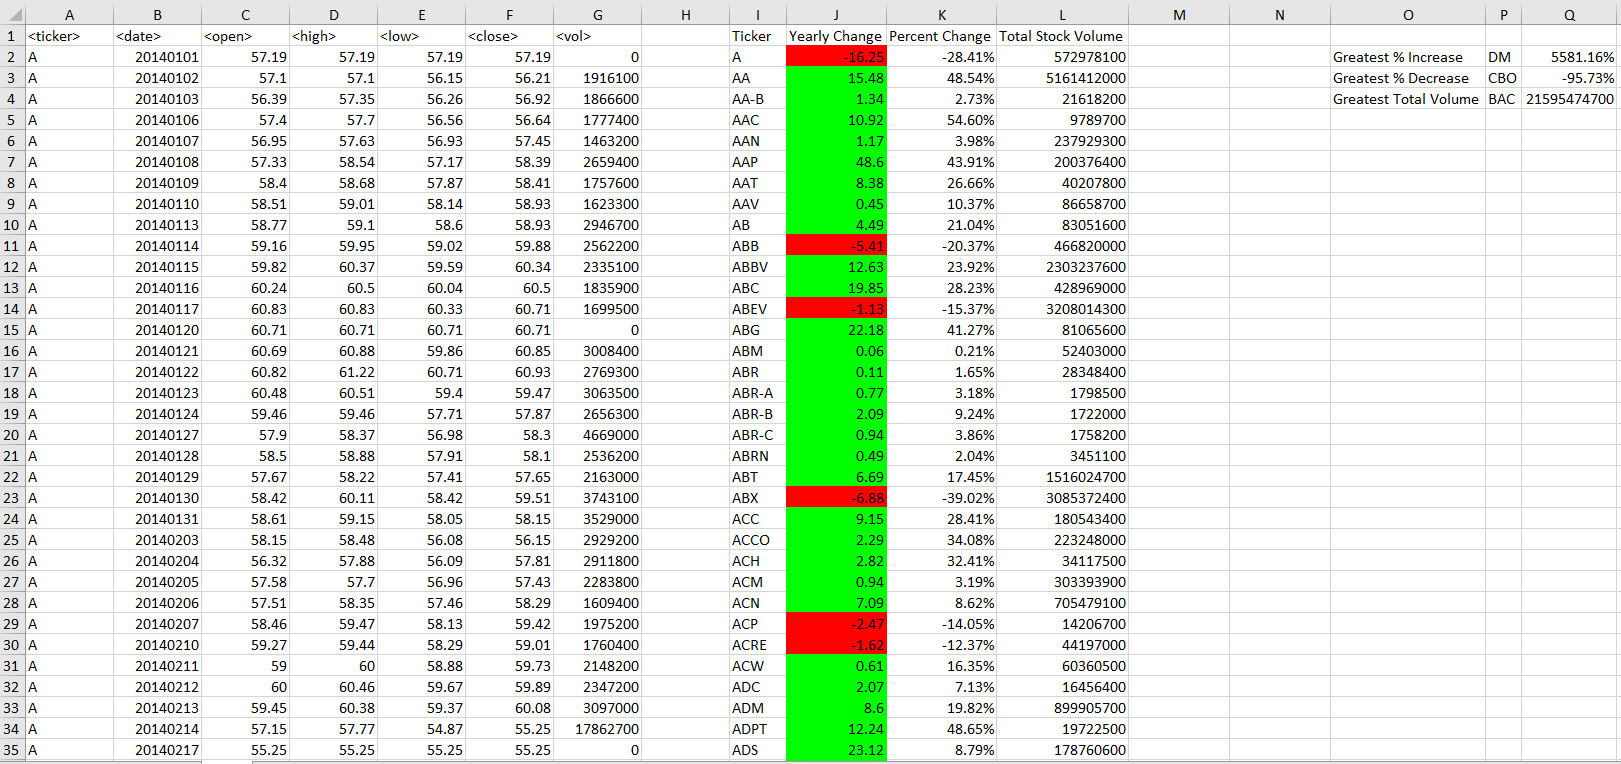 A B C D E F G H I J K L M N O P Q
1 <ticker> <date> <open> <high> <low> <close> <vol> Ticker Yearly Change Percent Change Total Stock Volume
2 A 20140101 57.19 57.19 57.19 57.19 0 A -16.25 -28.41% 572978100 Greatest % Increase DM 5581.16%
3 A 20140102 57.1 57.1 56.15 56.21 1916100 AA 15.48 48.54% 5161412000 Greatest % Decrease CBO -95.73%
4 A 20140103 56.39 57.35 56.26 56.92 1866600 AA-B 1.34 2.73% 21618200 Greatest Total Volume BAC 21595474700
5 A 20140106 57.4 57.7 56.56 56.64 1777400 AAC 10.92 54.60% 9789700
6 A 20140107 56.95 57.63 56.93 57.45 1463200 AAN 1.17 3.98% 237929300
7 A 20140108 57.33 58.54 57.17 58.39 2659400 AAP 48.6 43.91% 200376400
8 A 20140109 58.4 58.68 57.87 58.41 1757600 AAT 8.38 26.66% 40207800
9 A 20140110 58.51 59.01 58.14 58.93 1623300 AAV 0.45 10.37% 86658700
10 A 20140113 58.77 59.1 58.6 58.93 2946700 AB 4.49 21.04% 83051600
11 A 20140114 59.16 59.95 59.02 59.88 2562200 ABB -5.41 -20.37% 466820000
12 A 20140115 59.82 60.37 59.59 60.34 2335100 ABBV 12.63 23.92% 2303237600
13 A 20140116 60.24 60.5 60.04 60.5 1835900 ABC 19.85 28.23% 428969000
14 A 20140117 60.83 60.83 60.33 60.71 1699500 ABEV -1.13 -15.37% 3208014300
15 A 20140120 60.71 60.71 60.71 60.71 0 ABG 22.18 41.27% 81065600
16 A 20140121 60.69 60.88 59.86 60.85 3008400 ABM 0.06 0.21% 52403000
17 A 20140122 60.82 61.22 60.71 60.93 2769300 ABR 0.11 1.65% 28348400
18 A 20140123 60.48 60.51 59.4 59.47 3063500 ABR-A 0.77 3.18% 1798500
19 A 20140124 59.46 59.46 57.71 57.87 2656300 ABR-B 2.09 9.24% 1722000
20 A 20140127 57.9 58.37 56.98 58.3 4669000 ABR-C 0.94 3.86% 1758200
21 A 20140128 58.5 58.88 57.91 58.1 2536200 ABRN 0.49 2.04% 3451100
22 A 20140129 57.67 58.22 57.41 57.65 2163000 ABT 6.69 17.45% 1516024700
23 A 20140130 58.42 60.11 58.42 59.51 3743100 ABX -6.88 -39.02% 3085372400
24 A 20140131 58.61 59.15 58.05 58.15 3529000 ACC 9.15 28.41% 180543400
25 A 20140203 58.15 58.48 56.08 56.15 2929200 ACCO 2.29 34.08% 223248000
26 A 20140204 56.32 57.88 56.09 57.81 2911800 ACH 2.82 32.41% 34117500
27 A 20140205 57.58 57.7 56.96 57.43 2283800 ACM 0.94 3.19% 303393900
28 A 20140206 57.51 58.35 57.46 58.29 1609400 ACN 7.09 8.62% 705479100
29 A 20140207 58.46 59.47 58.13 59.42 1975200 ACP -2.47 -14.05% 14206700
30 A 20140210 59.27 59.44 58.29 59.01 1760400 ACRE -1.62 -12.37% 44197000
31 A 20140211 59 60 58.88 59.73 2148200 ACW 0.61 16.35% 60360500
32 A 20140212 60 60.46 59.67 59.89 2347200 ADC 2.07 7.13% 16456400
33 A 20140213 59.45 60.38 59.37 60.08 3097000 ADM 8.6 19.82% 899905700
34 A 20140214 57.15 57.77 54.87 55.25 17862700 ADPT 12.24 48.65% 19722500
35 A 20140217 55.25 55.25 55.25 55.25 0 ADS 23.12 8.79% 178760600